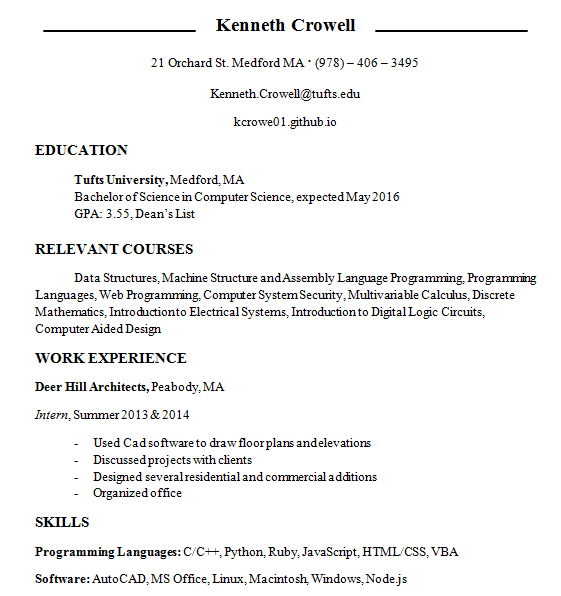 Kenneth Crowell
21 Orchard St. Medford MA · (978) – 406 – 3495
Kenneth.Crowell@tufts.edu
kcrowe01.github.io
EDUCATION
Tufts University, Medford, MA
Bachelor of Science in Computer Science, expected May 2016
GPA: 3.55, Dean’s List
RELEVANT COURSES
Data Structures, Machine Structure and Assembly Language Programming, Programming
Languages, Web Programming, Computer System Security, Multivariable Calculus, Discrete
Mathematics, Introduction to Electrical Systems, Introduction to Digital Logic Circuits,
Computer Aided Design
WORK EXPERIENCE
Deer Hill Architects, Peabody, MA
Intern, Summer 2013 & 2014
- Used Cad software to draw floor plans and elevations
- Discussed projects with clients
- Designed several residential and commercial additions
- Organized office
SKILLS
Programming Languages: C/C++, Python, Ruby, JavaScript, HTML/CSS, VBA
Software: AutoCAD, MS Office, Linux, Macintosh, Windows, Node.js